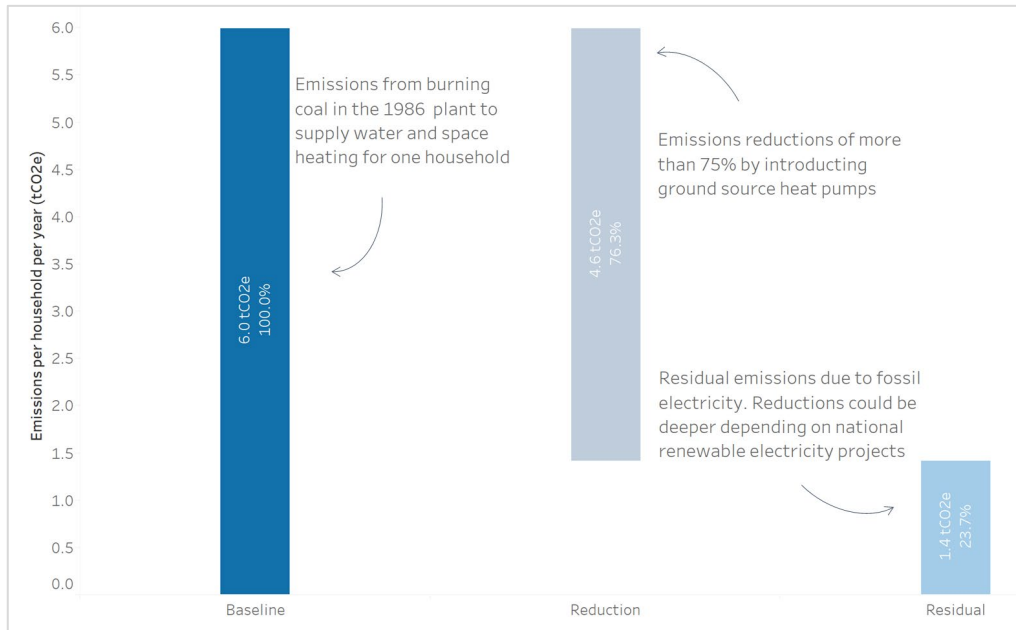 Emissions per household per year (tCO2e)
6.0
5.5
5.0
4.5
4.0
3.5
3.0
2.5
2.0
1.5
1.0
0.5
0.0
6.0 tCO2e
100.0%
Emissions from burning
coal in the 1986 plant to
supply water and space
heating for one household
4.6 tCO2e
76.3%
Emissions reductions of more
than 75% by introducting
ground source heat pumps
Residual emissions due to fossil
electricity. Reductions could be
deeper depending on national
renewable electricity projects
1.4 tCO2e
23.7%
Baseline
Reduction
Residual